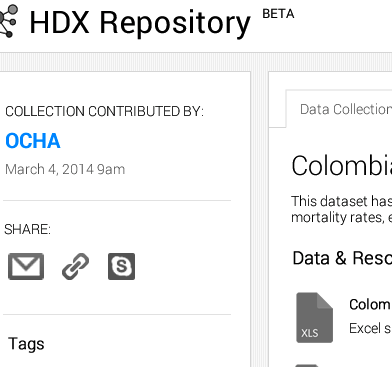 HDX Repository BETA
COLLECTION CONTRIBUTED BY:
OCHA
March 4, 2014 9am
SHARE:
Tags
Data Collection
Colombia
This dataset has
mortality rates, e
Data & Reso
Colom
XLS
Excel s